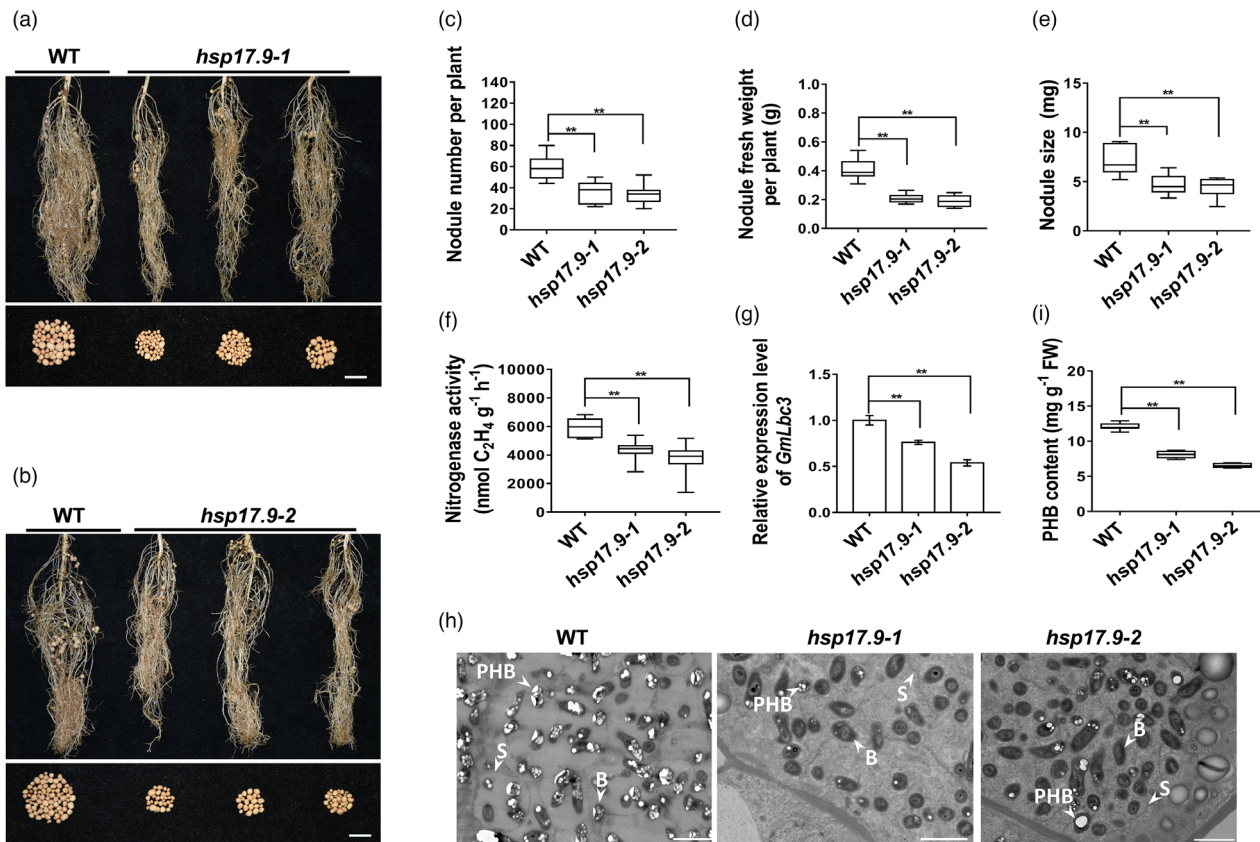 (a)
WT hsp17.9-1
(b)
WT hsp17.9-2
(c)
Nodule number per plant
140
120
100
80
60
40
20
0
**
**
WT
hsp17.9-1
hsp17.9-2
(d)
Nodule fresh weight
per plant (g)
1.0
0.8
0.6
0.4
0.2
0.0
**
**
WT
hsp17.9-1
hsp17.9-2
(e)
Nodule size (mg)
15
10
5
0
**
**
WT
hsp17.9-1
hsp17.9-2
(f)
Nitrogenase activity
(nmol C₂H₄ g⁻¹ h⁻¹)
10000
8000
6000
4000
2000
0
**
**
WT
hsp17.9-1
hsp17.9-2
(g)
Relative expression level
of GmLbc3
1.5
1.0
0.5
0.0
**
**
WT
hsp17.9-1
hsp17.9-2
(i)
PHB content (mg g⁻¹ FW)
20
15
10
5
0
**
**
WT
hsp17.9-1
hsp17.9-2
(h)
WT hsp17.9-1 hsp17.9-2
PHB
S
B
PHB
S
B
B
PHB
S